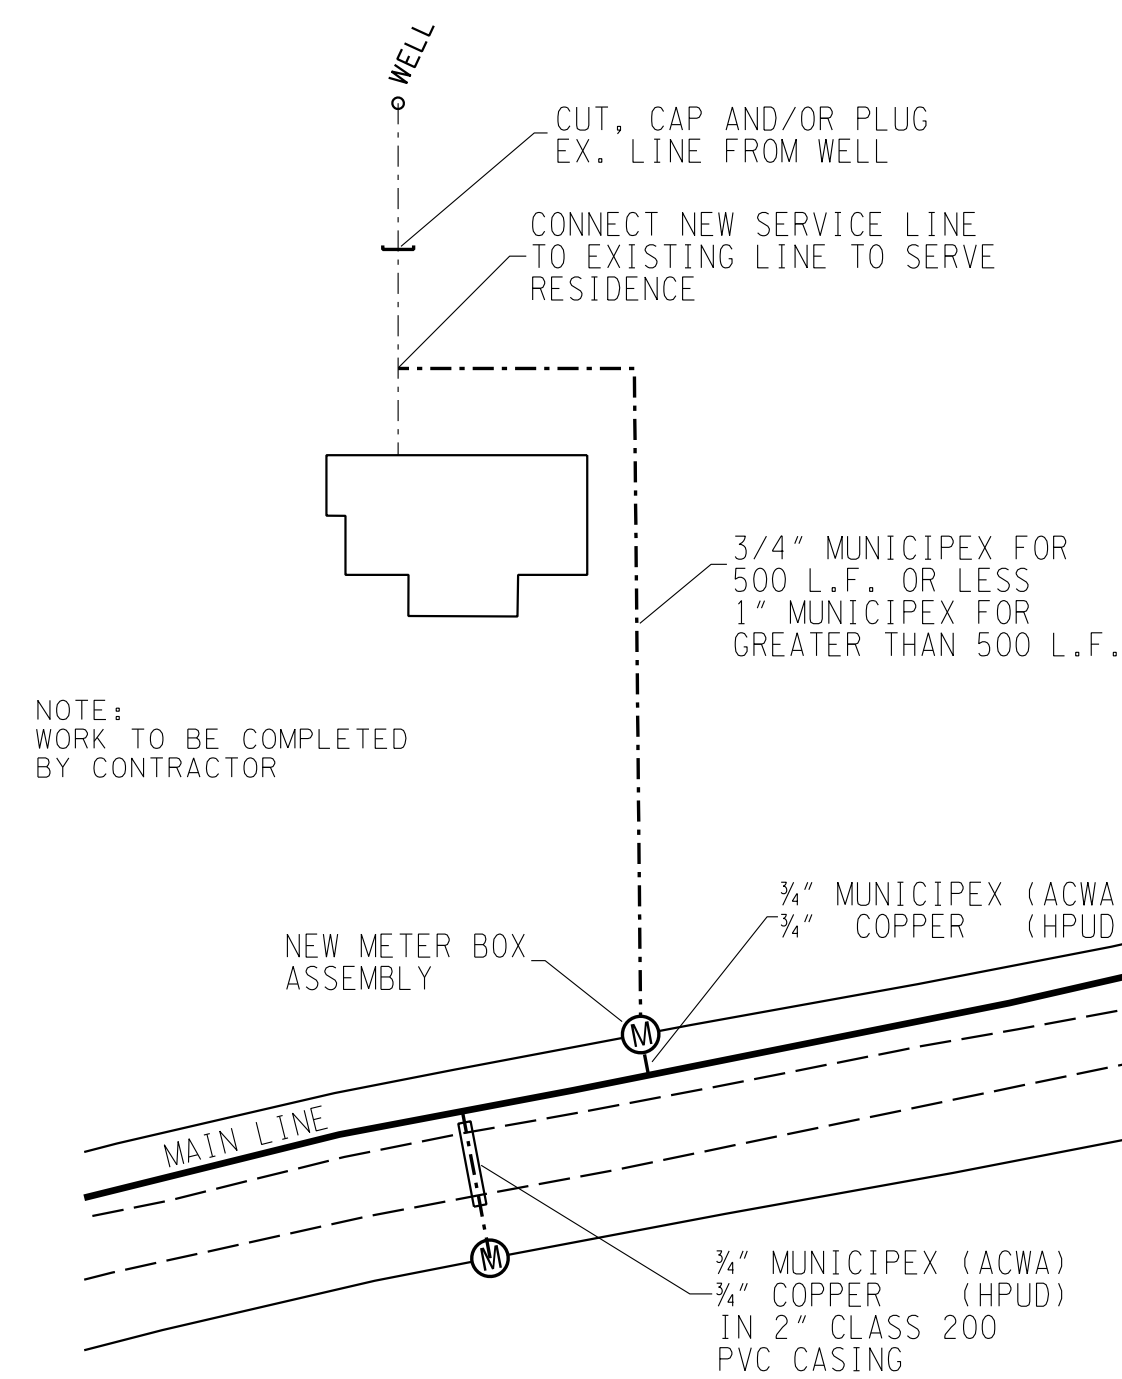 WELL
CUT, CAP AND/OR PLUG
EX. LINE FROM WELL
CONNECT NEW SERVICE LINE
TO EXISTING LINE TO SERVE
RESIDENCE
3/4" MUNICIPEX FOR
500 L.F. OR LESS
1" MUNICIPEX FOR
GREATER THAN 500 L.F.
NOTE:
WORK TO BE COMPLETED
BY CONTRACTOR
¾" MUNICIPEX (ACWA
¾" COPPER (HPUD
NEW METER BOX
ASSEMBLY
M
MAIN LINE
M
¾" MUNICIPEX (ACWA)
¾" COPPER (HPUD)
IN 2" CLASS 200
PVC CASING